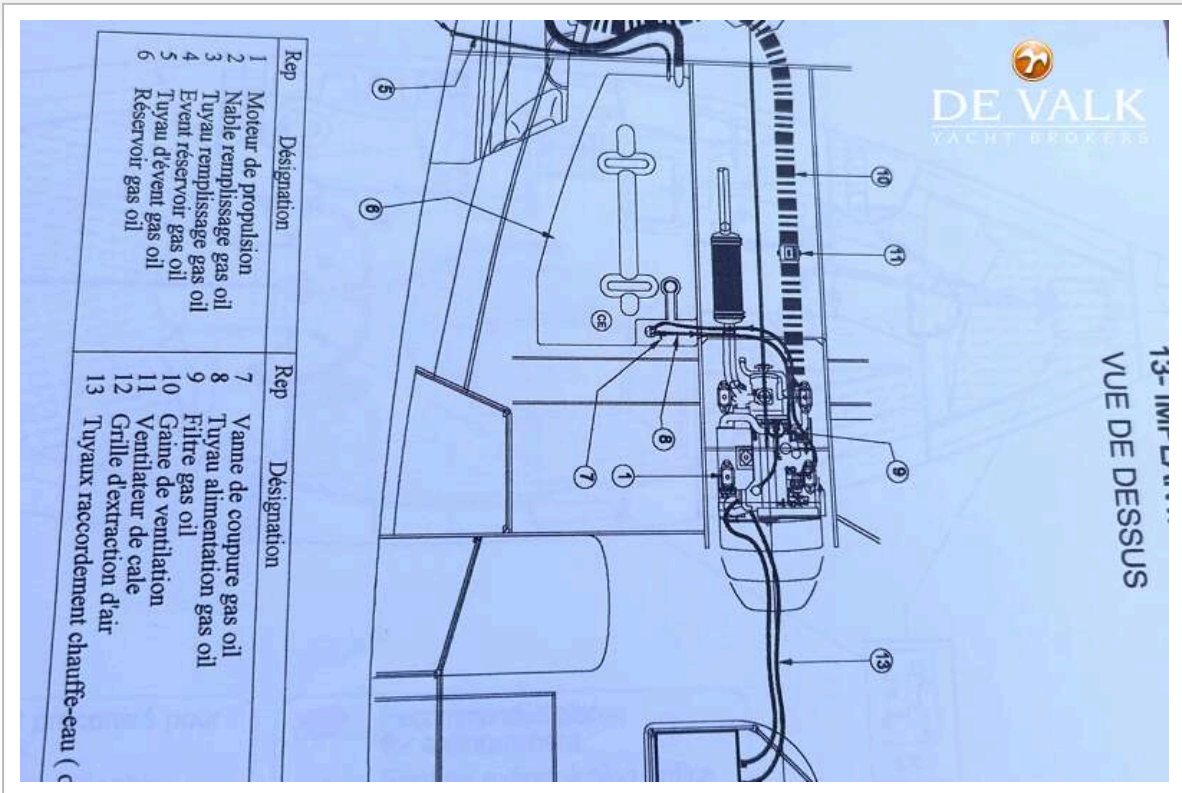 DE VALK
YACHT BROKERS
VUE DE DESSUS
5
6
10
11
CE
7
8
1
9
13
Rep Désignation
1 Moteur de propulsion
2 Nable remplissage gas oil
3 Tuyau remplissage gas oil
4 Event réservoir gas oil
5 Tuyau d'évent gas oil
6 Réservoir gas oil
Rep Désignation
7 Vanne de coupure gas oil
8 Tuyau alimentation gas oil
9 Filtre gas oil
10 Gaine de ventilation
11 Ventilateur de cale
12 Grille d'extraction d'air
13 Tuyaux raccordement chauffe-eau (